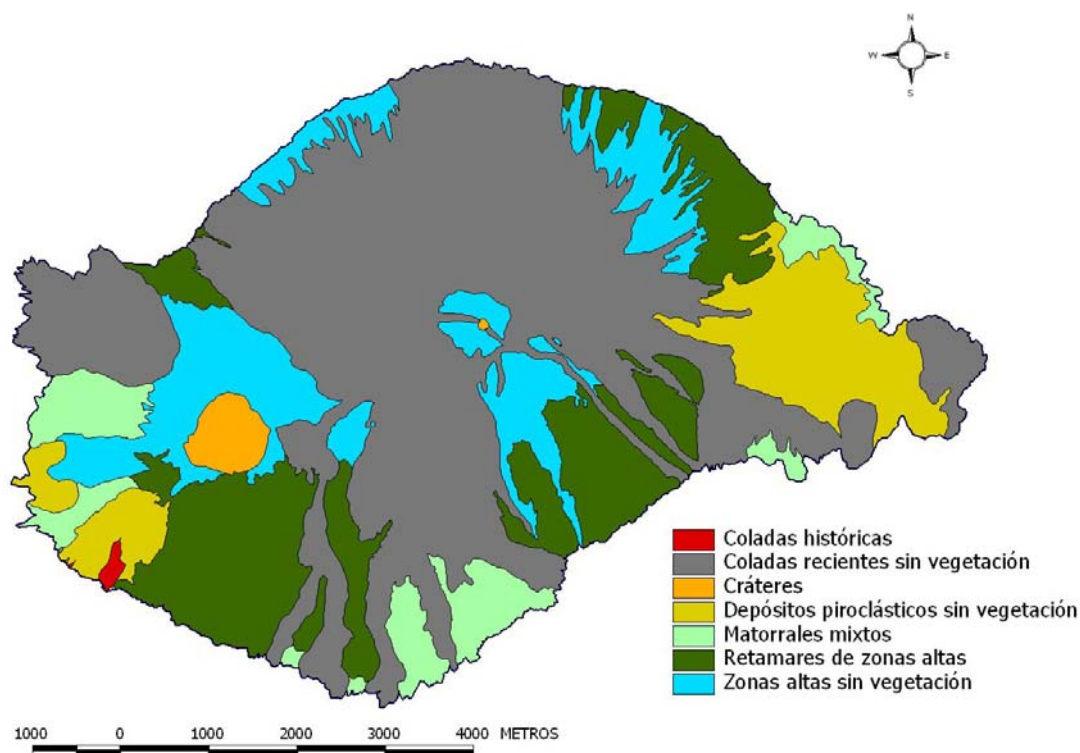 N
W E
S
Coladas históricas
Coladas recientes sin vegetación
Cráteres
Depósitos piroclásticos sin vegetación
Matorrales mixtos
Retamares de zonas altas
Zonas altas sin vegetación
1000 0 1000 2000 3000 4000 METROS